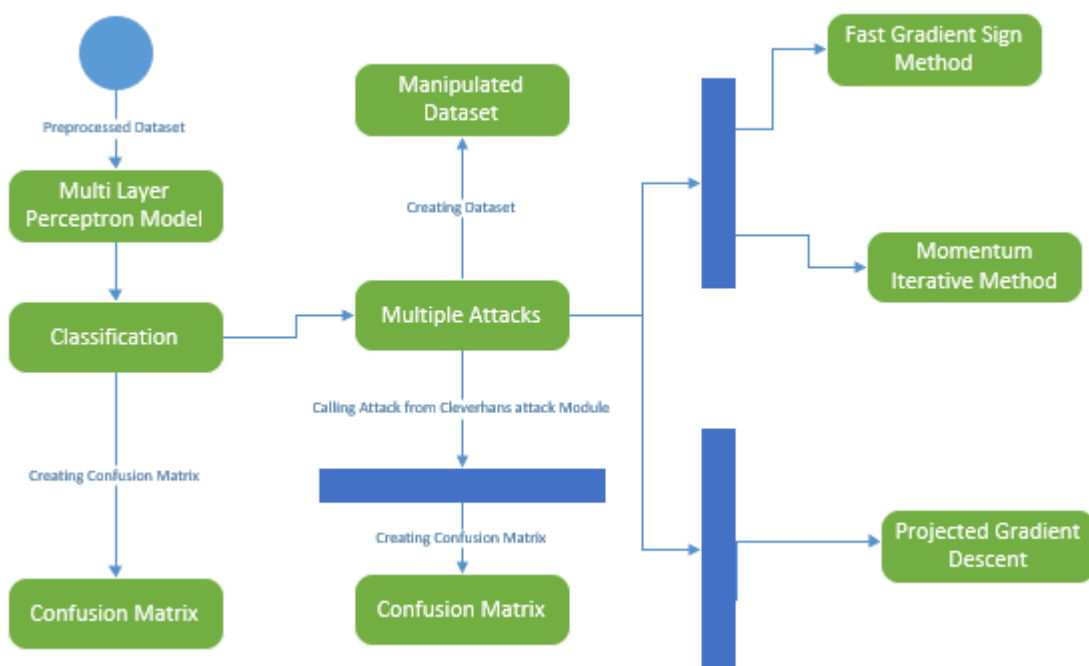 Preprocessed Dataset
Multi Layer
Perceptron Model
Classification
Creating Confusion Matrix
Confusion Matrix
Manipulated
Dataset
Creating Dataset
Multiple Attacks
Calling Attack from Cleverhans attack Module
Creating Confusion Matrix
Confusion Matrix
Fast Gradient Sign
Method
Momentum
Iterative Method
Projected Gradient
Descent